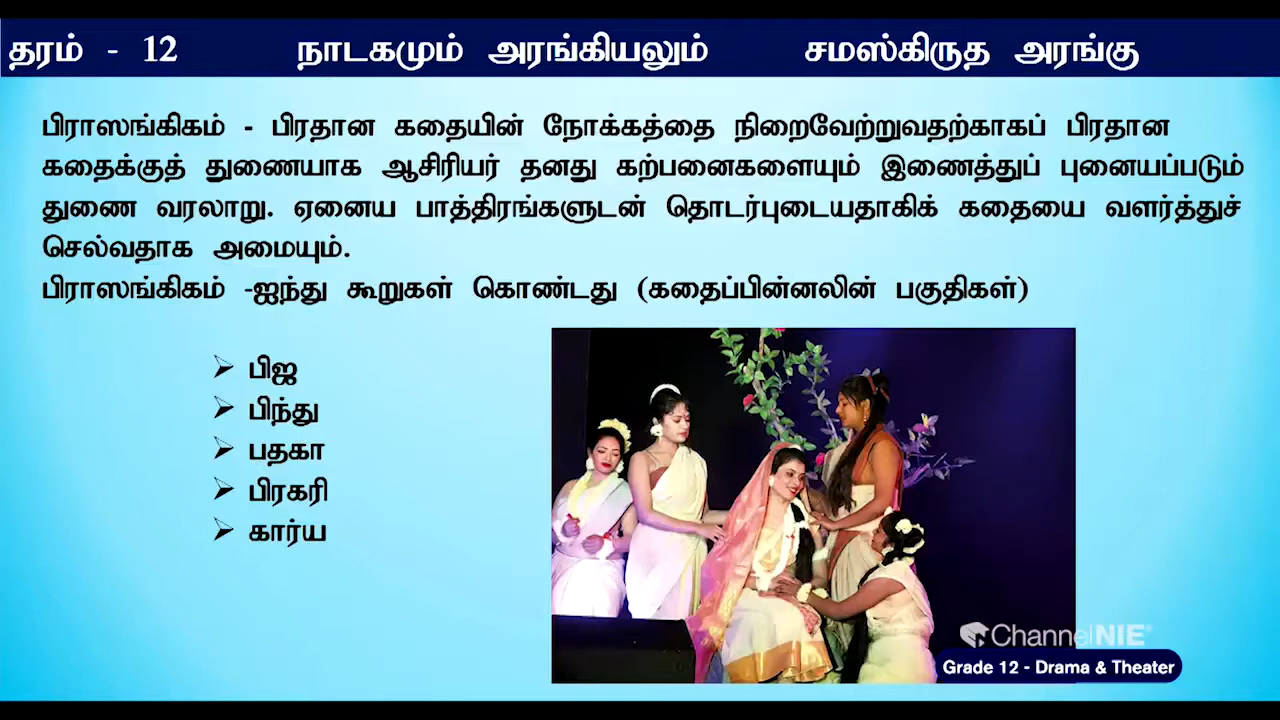 தரம் - 12 நாடகமும் அரங்கியலும் சமஸ்கிருத அரங்கு
பிராஸங்கிகம் - பிரதான கதையின் நோக்கத்தை நிறைவேற்றுவதற்காகப் பிரதான
கதைக்குத் துணையாக ஆசிரியர் தனது கற்பனைகளையும் இணைத்துப் புனையப்படும்
துணை வரலாறு. ஏனைய பாத்திரங்களுடன் தொடர்புடையதாகிக் கதையை வளர்த்துச்
செல்வதாக அமையும்.
பிராஸங்கிகம் -ஐந்து கூறுகள் கொண்டது (கதைப்பின்னலின் பகுதிகள்)
➢ பிஜ
➢ பிந்து
➢ பதகா
➢ பிரகரி
➢ கார்ய
ChannelNIE®
Grade 12 - Drama & Theater